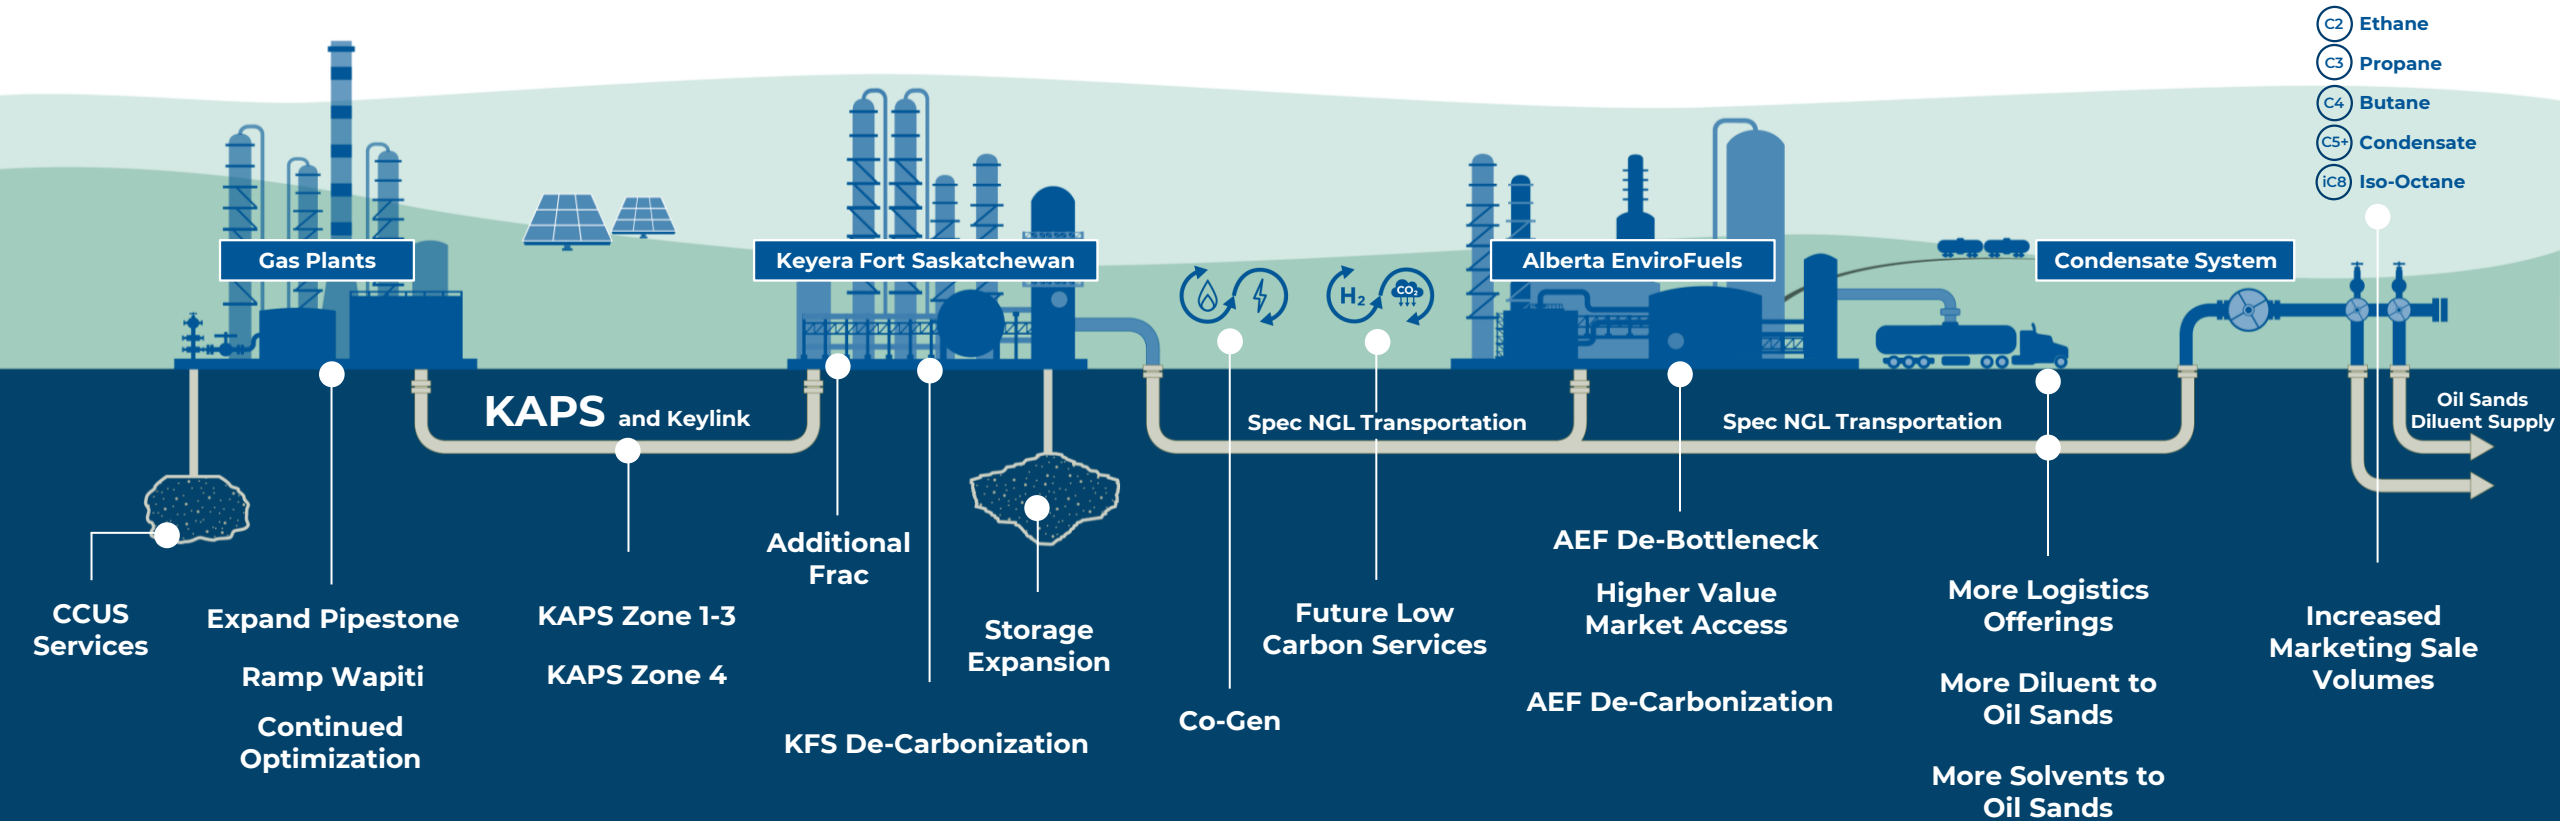 C2 Ethane
C3 Propane
C4 Butane
C5+ Condensate
iC8 Iso-Octane
Gas Plants
Keyera Fort Saskatchewan
Alberta EnviroFuels
Condensate System
H₂
CO₂
KAPS and Keylink
Spec NGL Transportation
Spec NGL Transportation
Oil Sands
Diluent Supply
CCUS
Services
Expand Pipestone
Ramp Wapiti
Continued
Optimization
KAPS Zone 1-3
KAPS Zone 4
Additional
Frac
KFS De-Carbonization
Storage
Expansion
Co-Gen
Future Low
Carbon Services
AEF De-Bottleneck
Higher Value
Market Access
AEF De-Carbonization
More Logistics
Offerings
More Diluent to
Oil Sands
More Solvents to
Oil Sands
Increased
Marketing Sale
Volumes